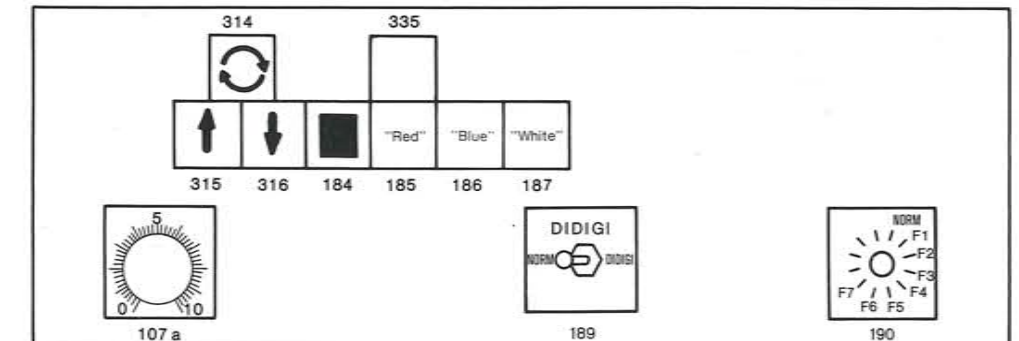 314 335
"Red" "Blue" "White"
315 316 184 185 186 187
5
0 10
107 a
DIDIGI
NORM DIDIGI
189
NORM
F1
F2
F3
F4
F5
F6
F7
190